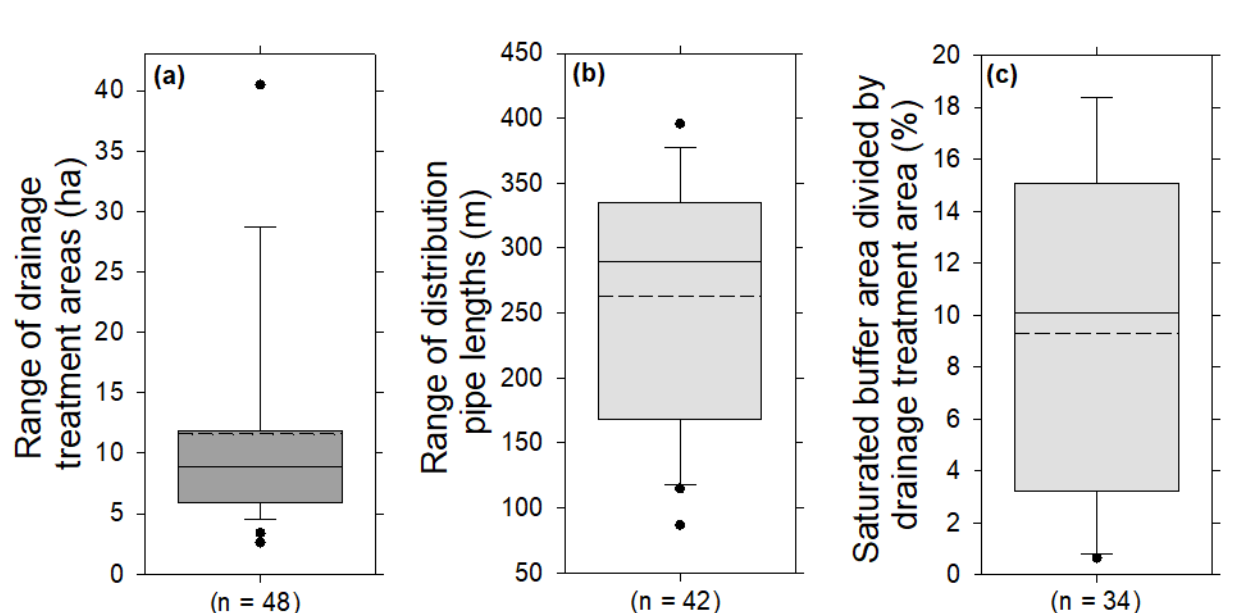 Range of drainage
treatment areas (ha)
(a)
40
35
30
25
20
15
10
5
0
(n = 48)
Range of distribution
pipe lengths (m)
(b)
450
400
350
300
250
200
150
100
50
(n = 42)
Saturated buffer area divided by
drainage treatment area (%)
(c)
20
18
16
14
12
10
8
6
4
2
0
(n = 34)